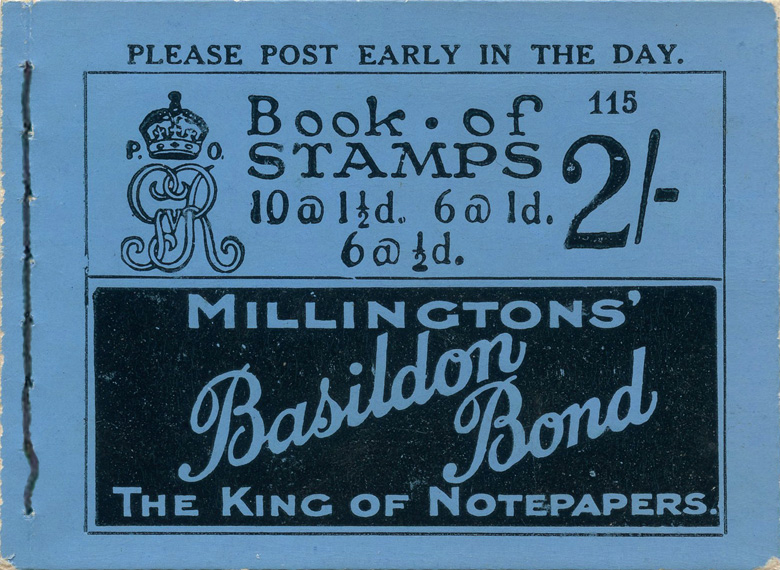 PLEASE POST EARLY IN THE DAY.
Book · of
115
P. O.
STAMPS
2/-
GR
10 @ 1½d. 6 @ 1d.
6 @ ½d.
MILLINGTONS'
Basildon
Bond
THE KING OF NOTEPAPERS.